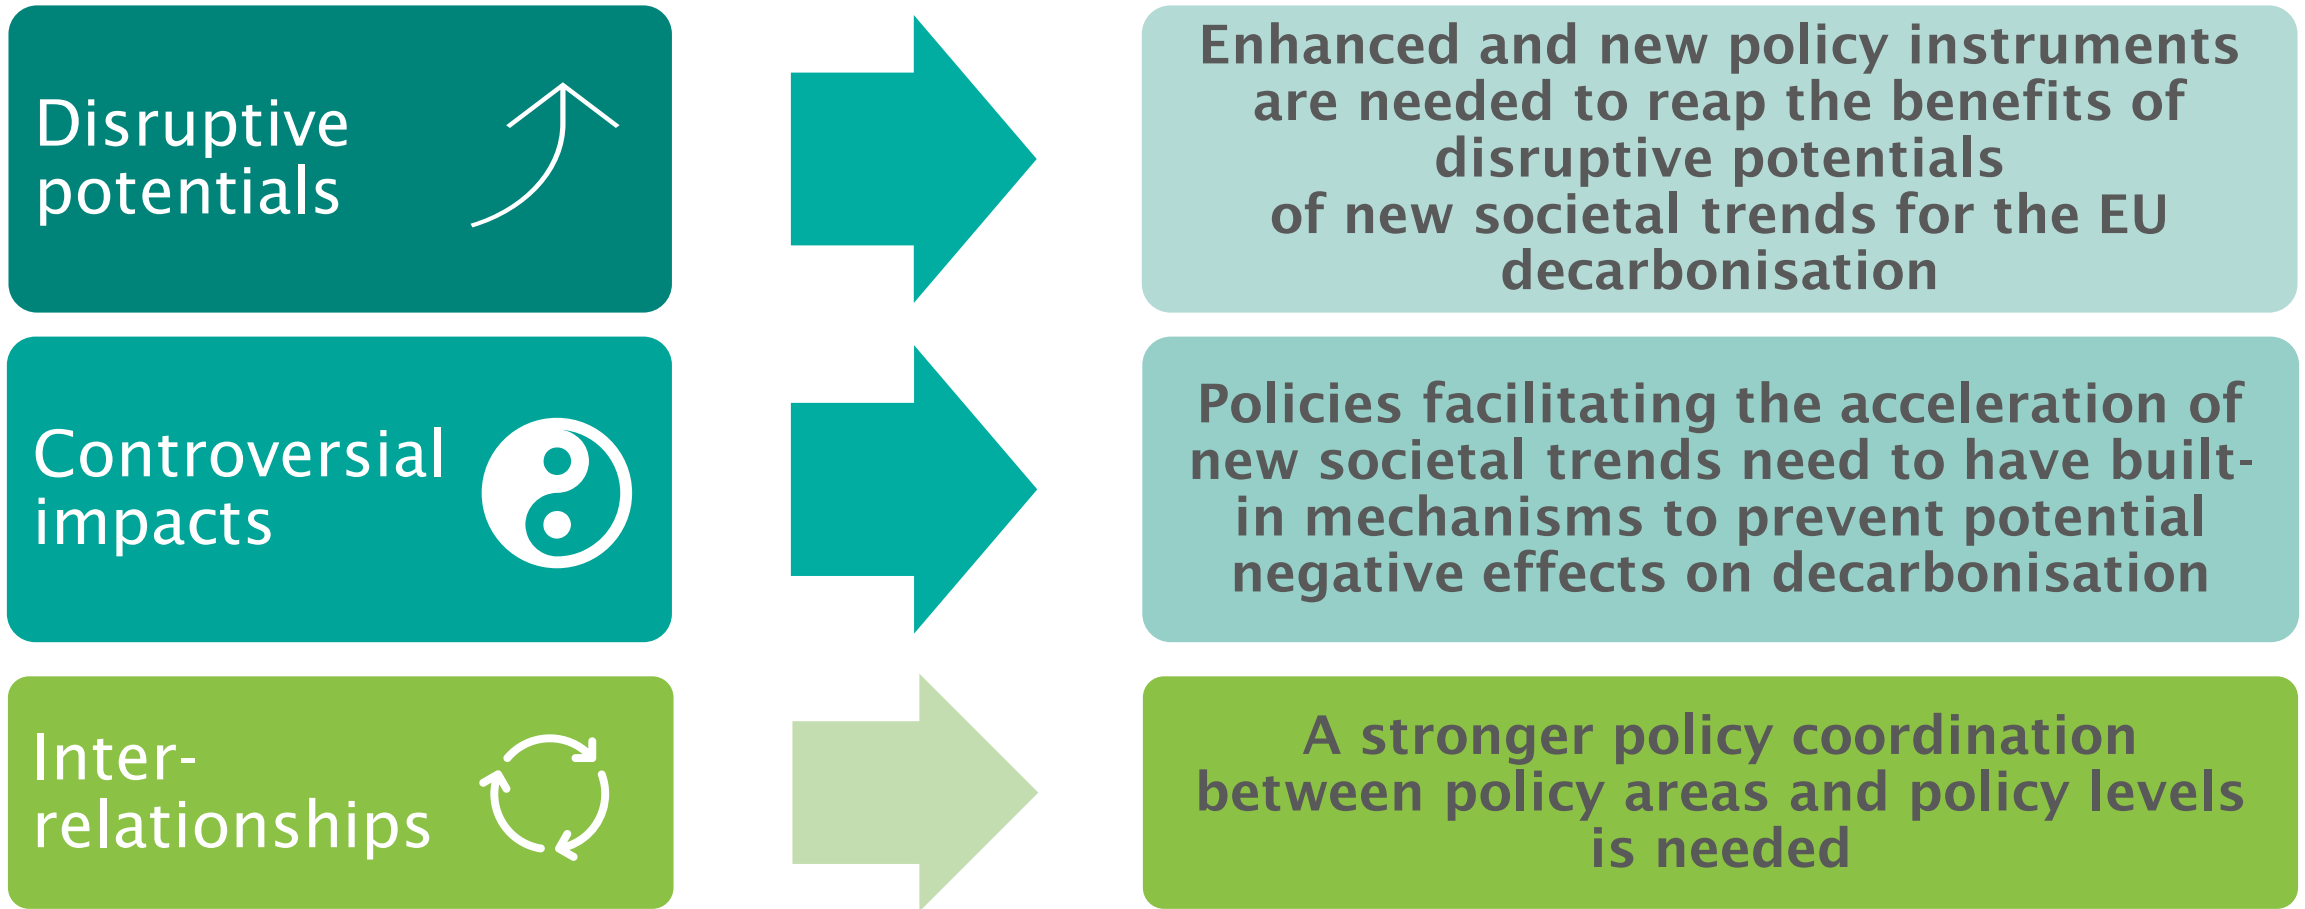 Disruptive
potentials
Enhanced and new policy instruments
are needed to reap the benefits of
disruptive potentials
of new societal trends for the EU
decarbonisation
Controversial
impacts
Policies facilitating the acceleration of
new societal trends need to have built-
in mechanisms to prevent potential
negative effects on decarbonisation
Inter-
relationships
A stronger policy coordination
between policy areas and policy levels
is needed